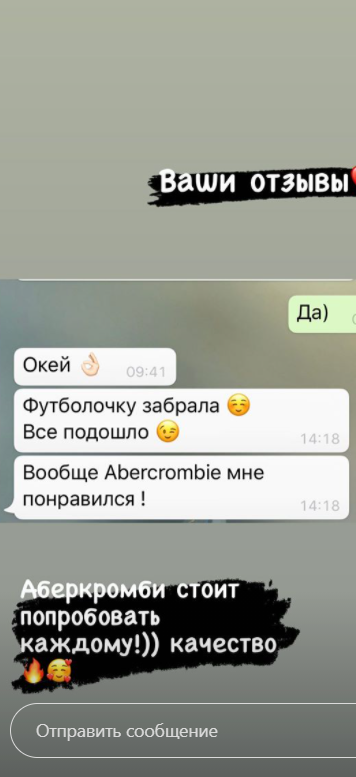 Ваши отзывы
Да)
Окей 👌🏻 09:41
Футболочку забрала ☺️
Все подошло 😉 14:18
Вообще Abercrombie мне
понравился ! 14:18
Аберкромби стоит
попробовать
каждому!)) качество
🔥🥰
Отправить сообщение